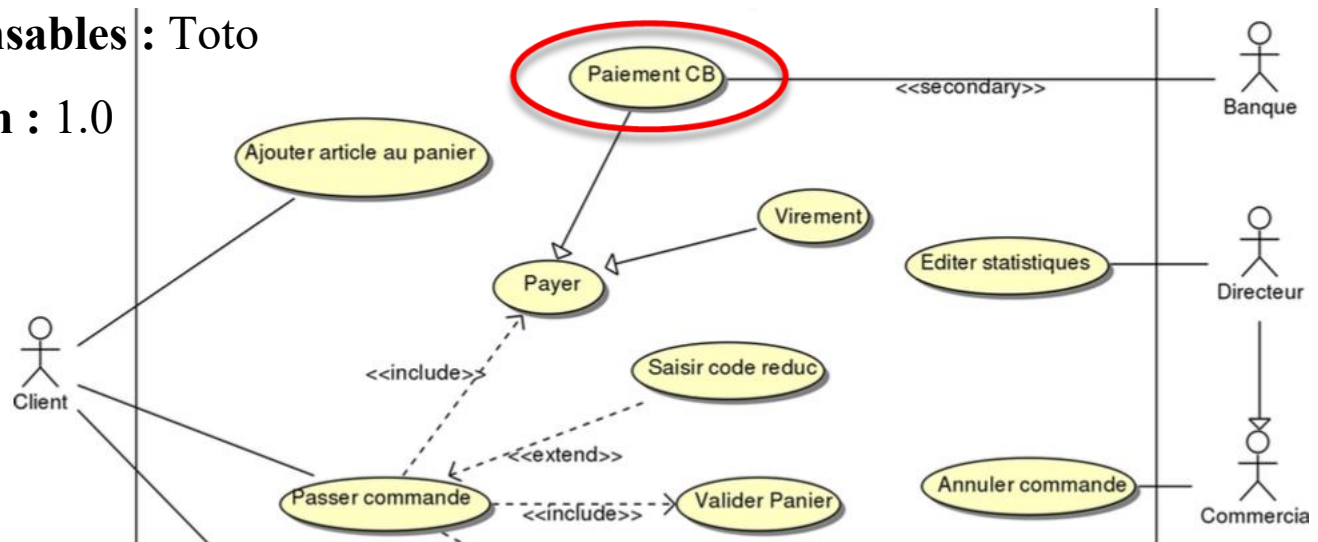 nsables : Toto
n : 1.0
Paiement CB
<<secondary>>
Banque
Ajouter article au panier
Virement
Editer statistiques
Directeur
Payer
<<include>>
Saisir code reduc
Client
<<extend>>
Passer commande
<<include>>
Valider Panier
Annuler commande
Commercia